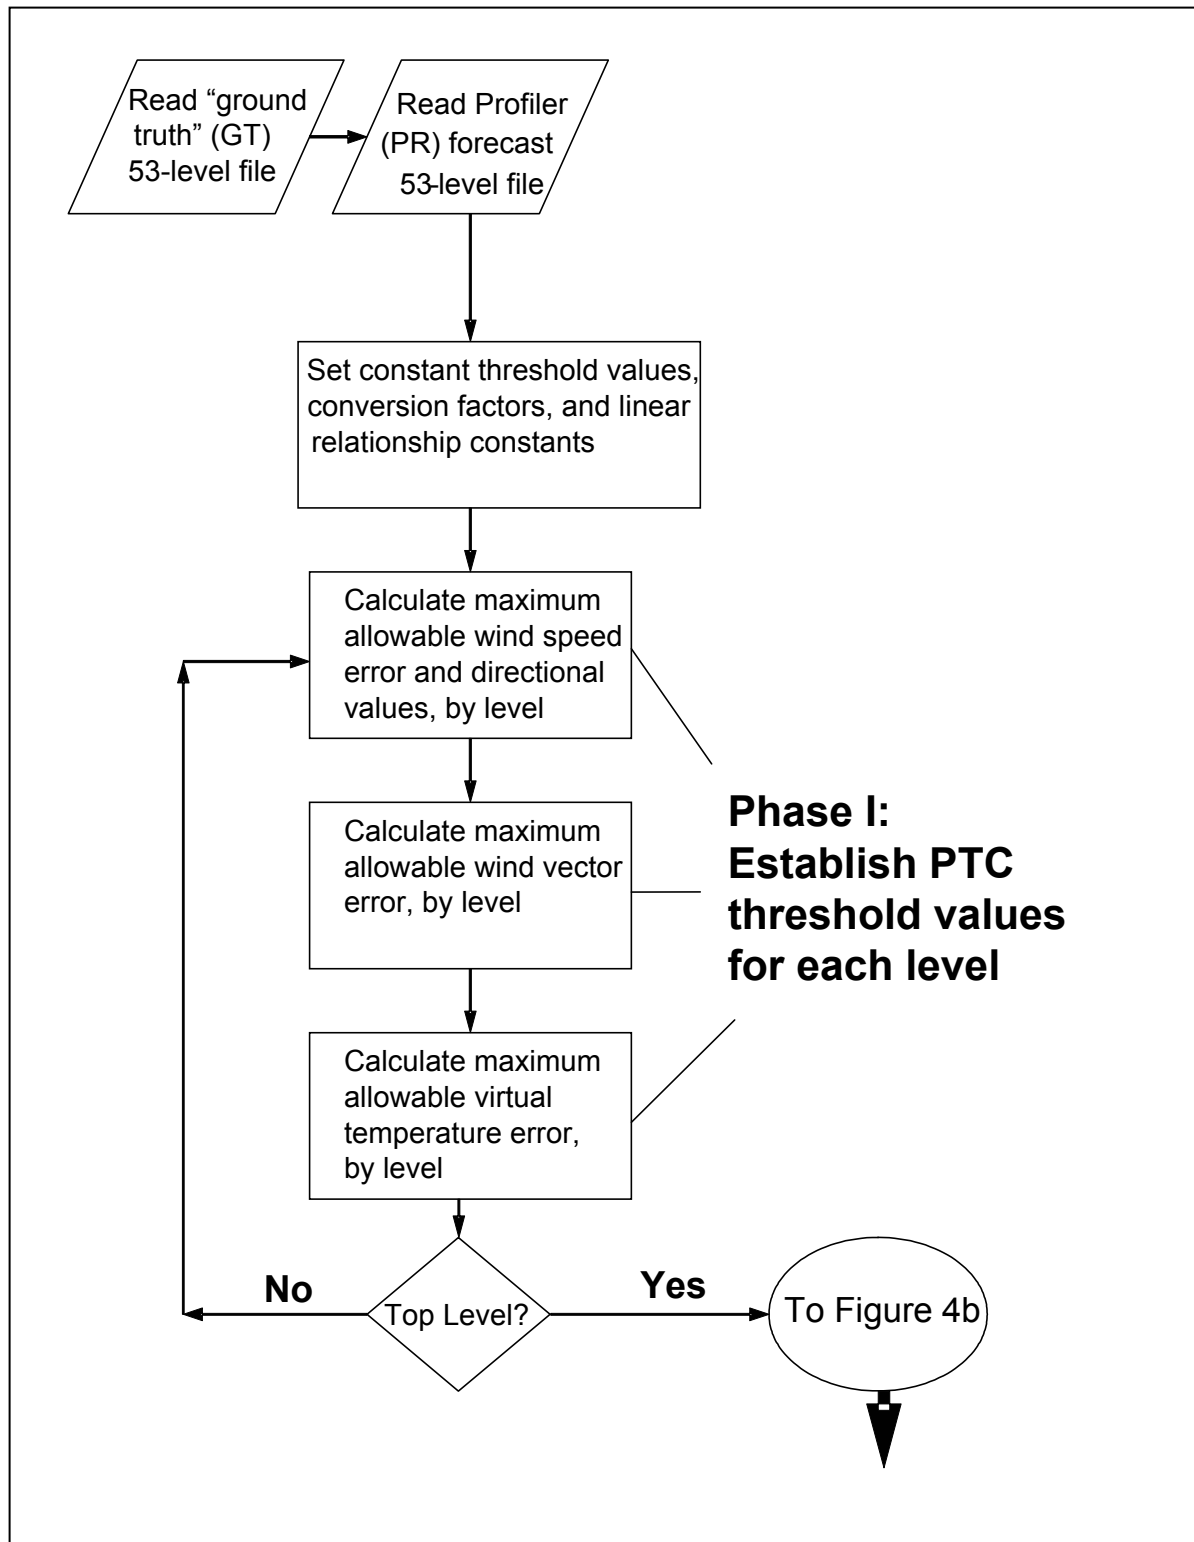 Read “ground
truth” (GT)
53-level file
Read Profiler
(PR) forecast
53-level file
Set constant threshold values,
conversion factors, and linear
relationship constants
Calculate maximum
allowable wind speed
error and directional
values, by level
Calculate maximum
allowable wind vector
error, by level
Phase I:
Establish PTC
threshold values
for each level
Calculate maximum
allowable virtual
temperature error,
by level
No
Top Level?
Yes
To Figure 4b